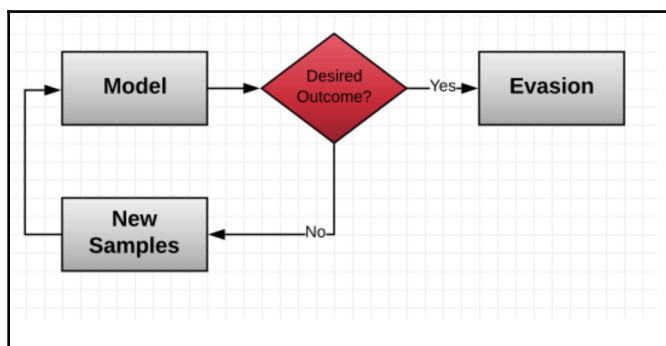 Model
Desired
Outcome?
Yes
Evasion
New
Samples
No